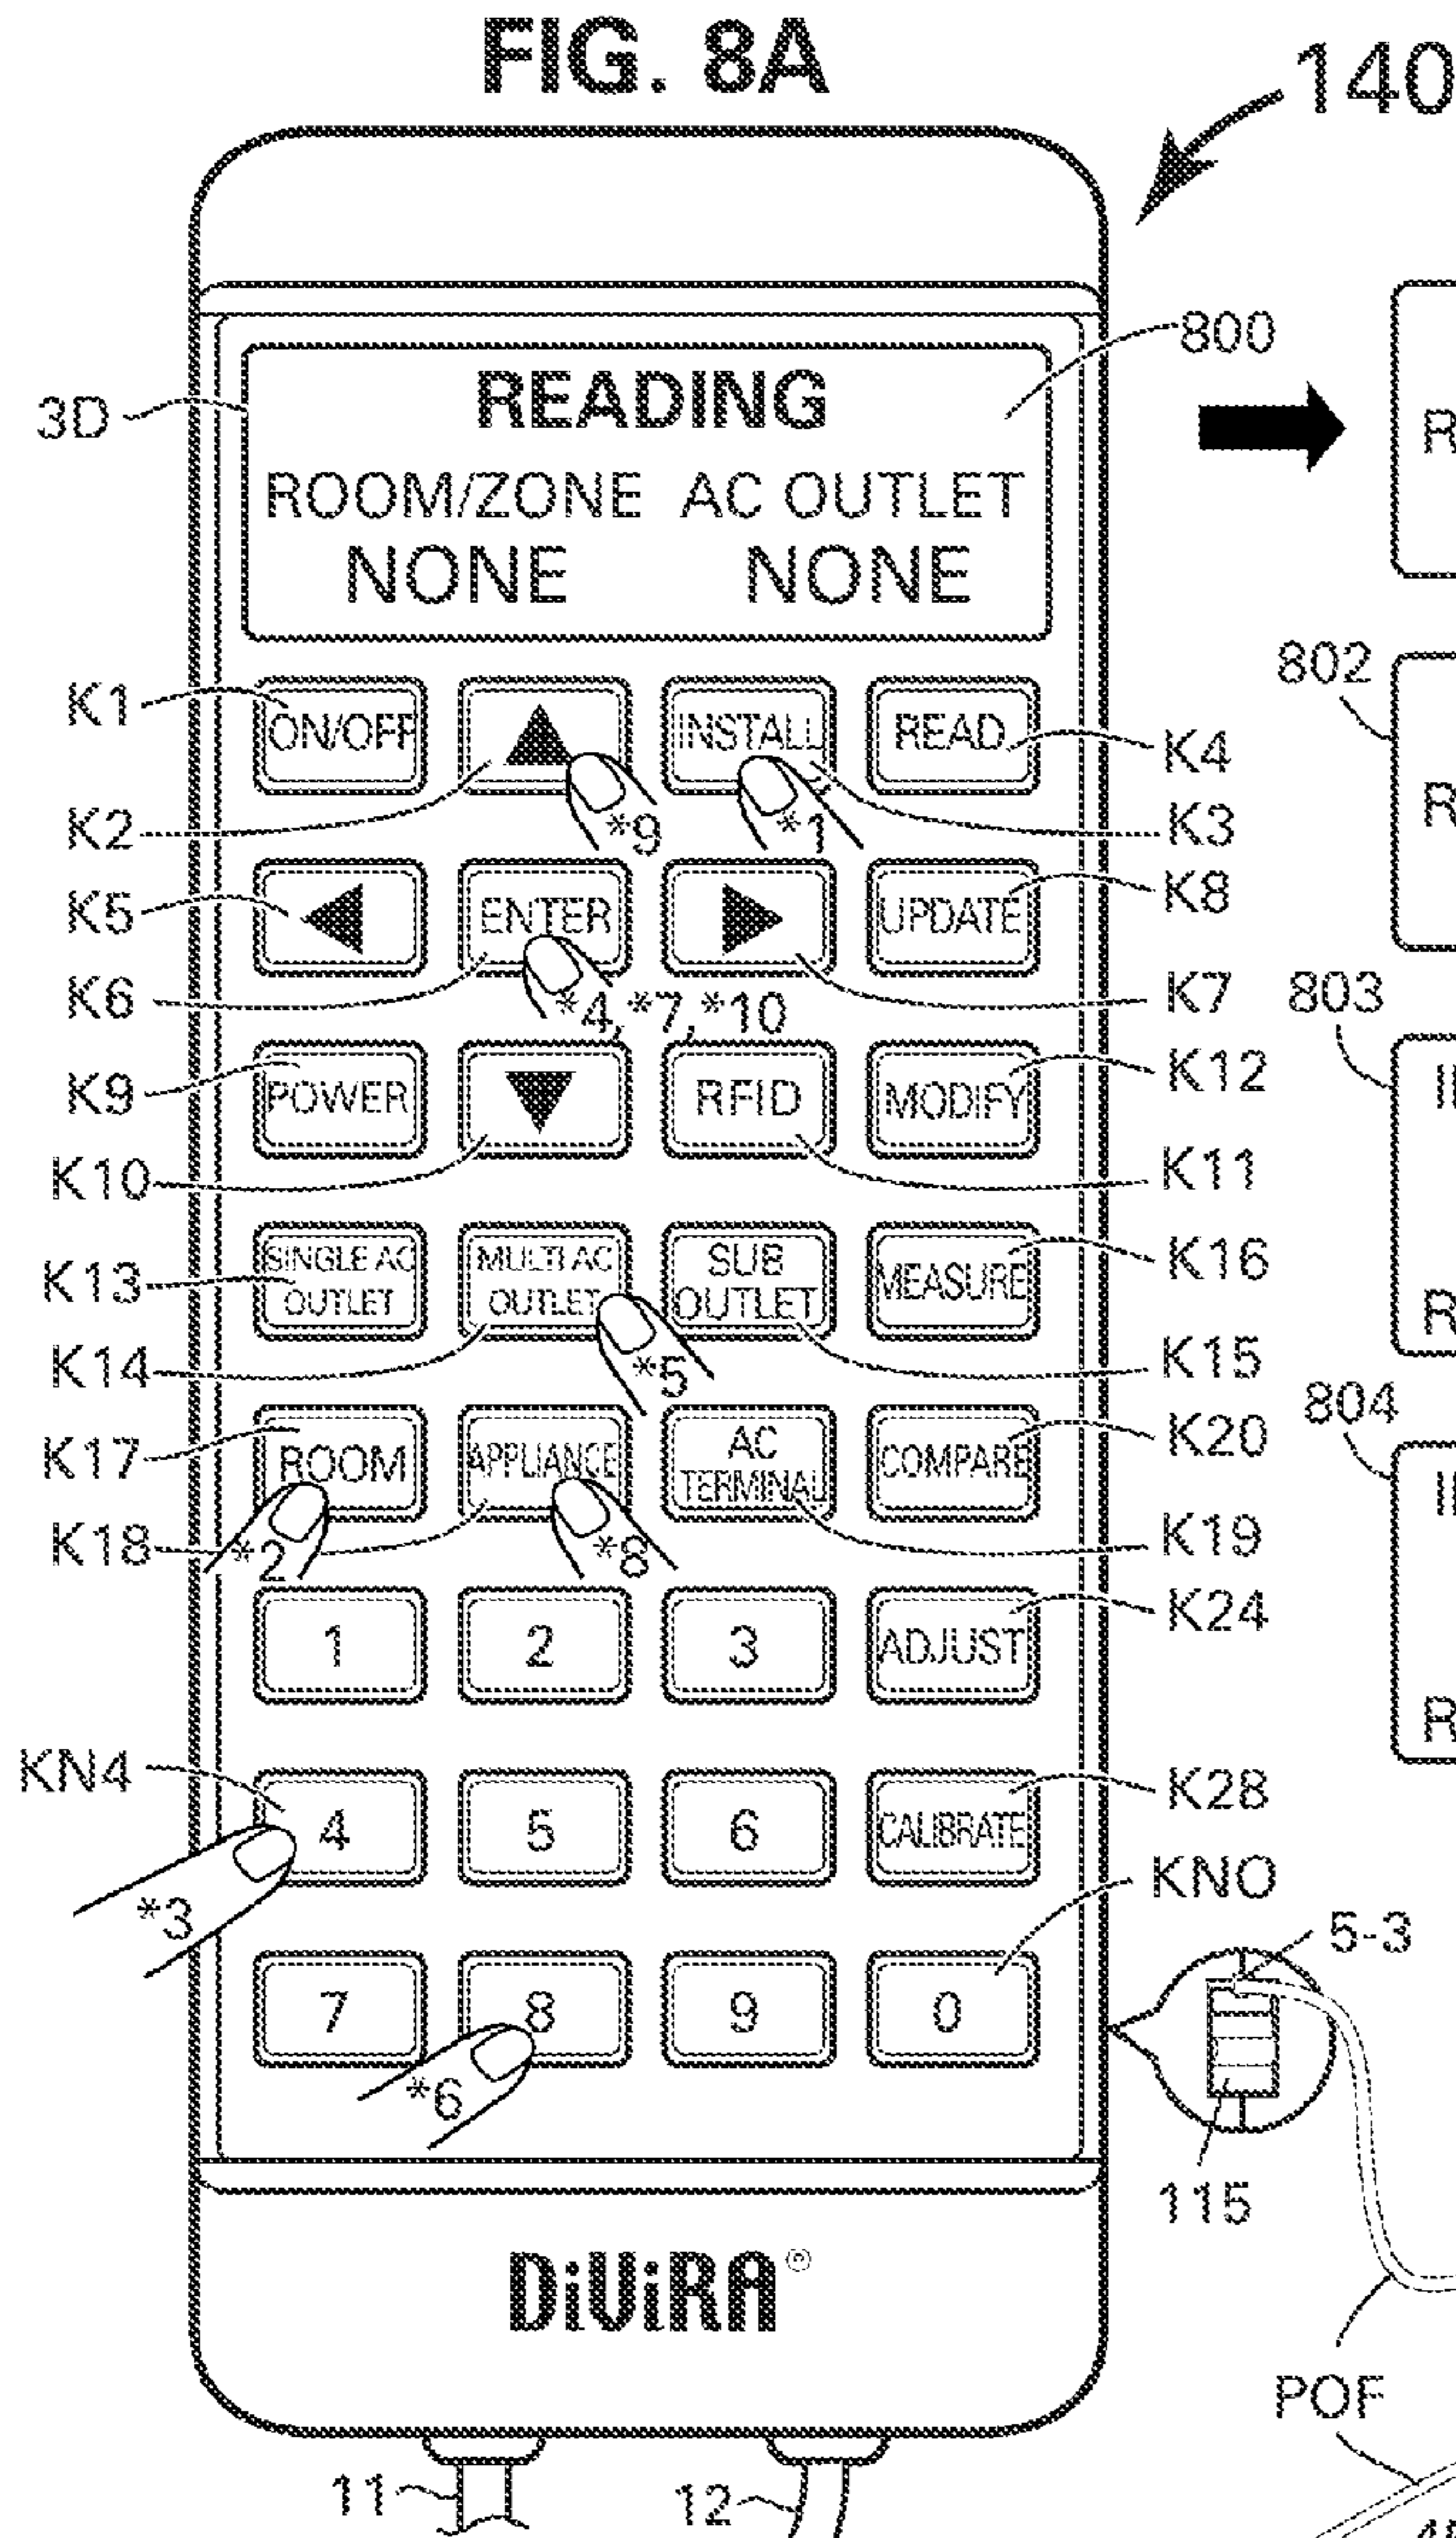 FIG. 8A
140
800
3D
READING
ROOM/ZONE AC OUTLET
NONE NONE
802
K1
ON/OFF
INSTALL
READ
K4
K2
*9
*1
K3
K5
ENTER
UPDATE
K8
K6
*4,*7,*10
K7
803
K9
POWER
RFID
MODIFY
K12
K10
K11
K13
SINGLE AC
OUTLET
MULTI AC
OUTLET
SUB
OUTLET
MEASURE
K16
K14
*5
K15
804
K17
ROOM
APPLIANCE
AC
TERMINAL
COMPARE
K20
K18
*2
*8
K19
1
2
3
ADJUST
K24
KN4
4
5
6
CALIBRATE
K28
*3
KNO
5-3
7
8
9
0
*6
115
DiViRA®
POF
11
12